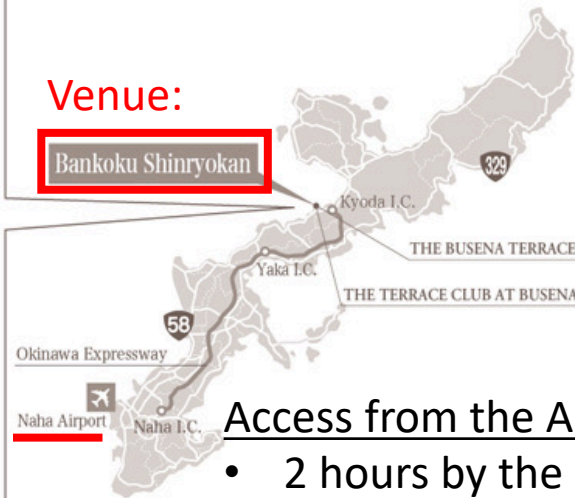 Venue:
Bankoku Shinryokan
329
Kyoda I.C.
THE BUSENA TERRACE
Yaka I.C.
THE TERRACE CLUB AT BUSENA
58
Okinawa Expressway
Naha Airport
Naha I.C.
Access from the A
• 2 hours by the